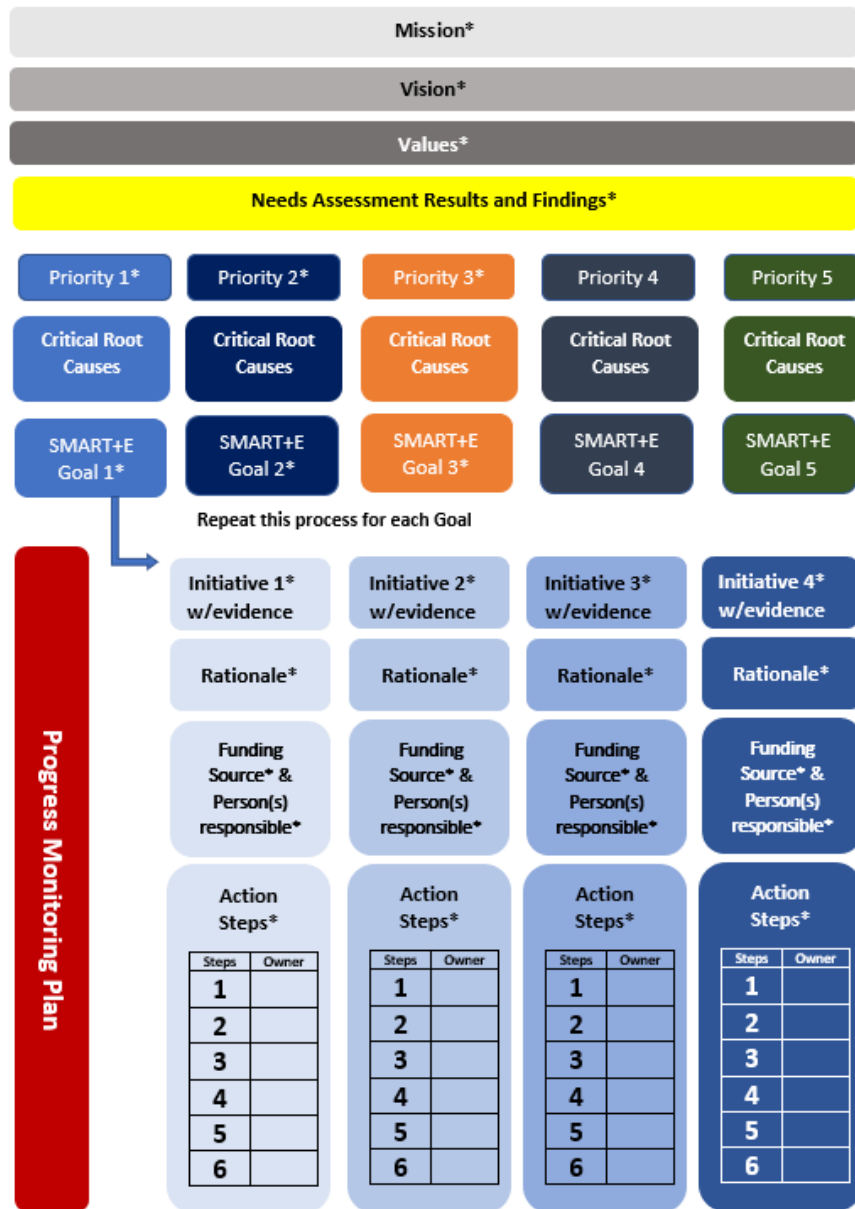 Mission*
Vision*
Values*
Needs Assessment Results and Findings*
Priority 1*
Priority 2*
Priority 3*
Priority 4
Priority 5
Critical Root
Causes
Critical Root
Causes
Critical Root
Causes
Critical Root
Causes
Critical Root
Causes
SMART+E
Goal 1*
SMART+E
Goal 2*
SMART+E
Goal 3*
SMART+E
Goal 4
SMART+E
Goal 5
Repeat this process for each Goal
Progress Monitoring Plan
Initiative 1*
w/evidence
Initiative 2*
w/evidence
Initiative 3*
w/evidence
Initiative 4*
w/evidence
Rationale*
Rationale*
Rationale*
Rationale*
Funding
Source* &
Person(s)
responsible*
Funding
Source* &
Person(s)
responsible*
Funding
Source* &
Person(s)
responsible*
Funding
Source* &
Person(s)
responsible*
Action
Steps*
Steps Owner
1
2
3
4
5
6
Action
Steps*
Steps Owner
1
2
3
4
5
6
Action
Steps*
Steps Owner
1
2
3
4
5
6
Action
Steps*
Steps Owner
1
2
3
4
5
6